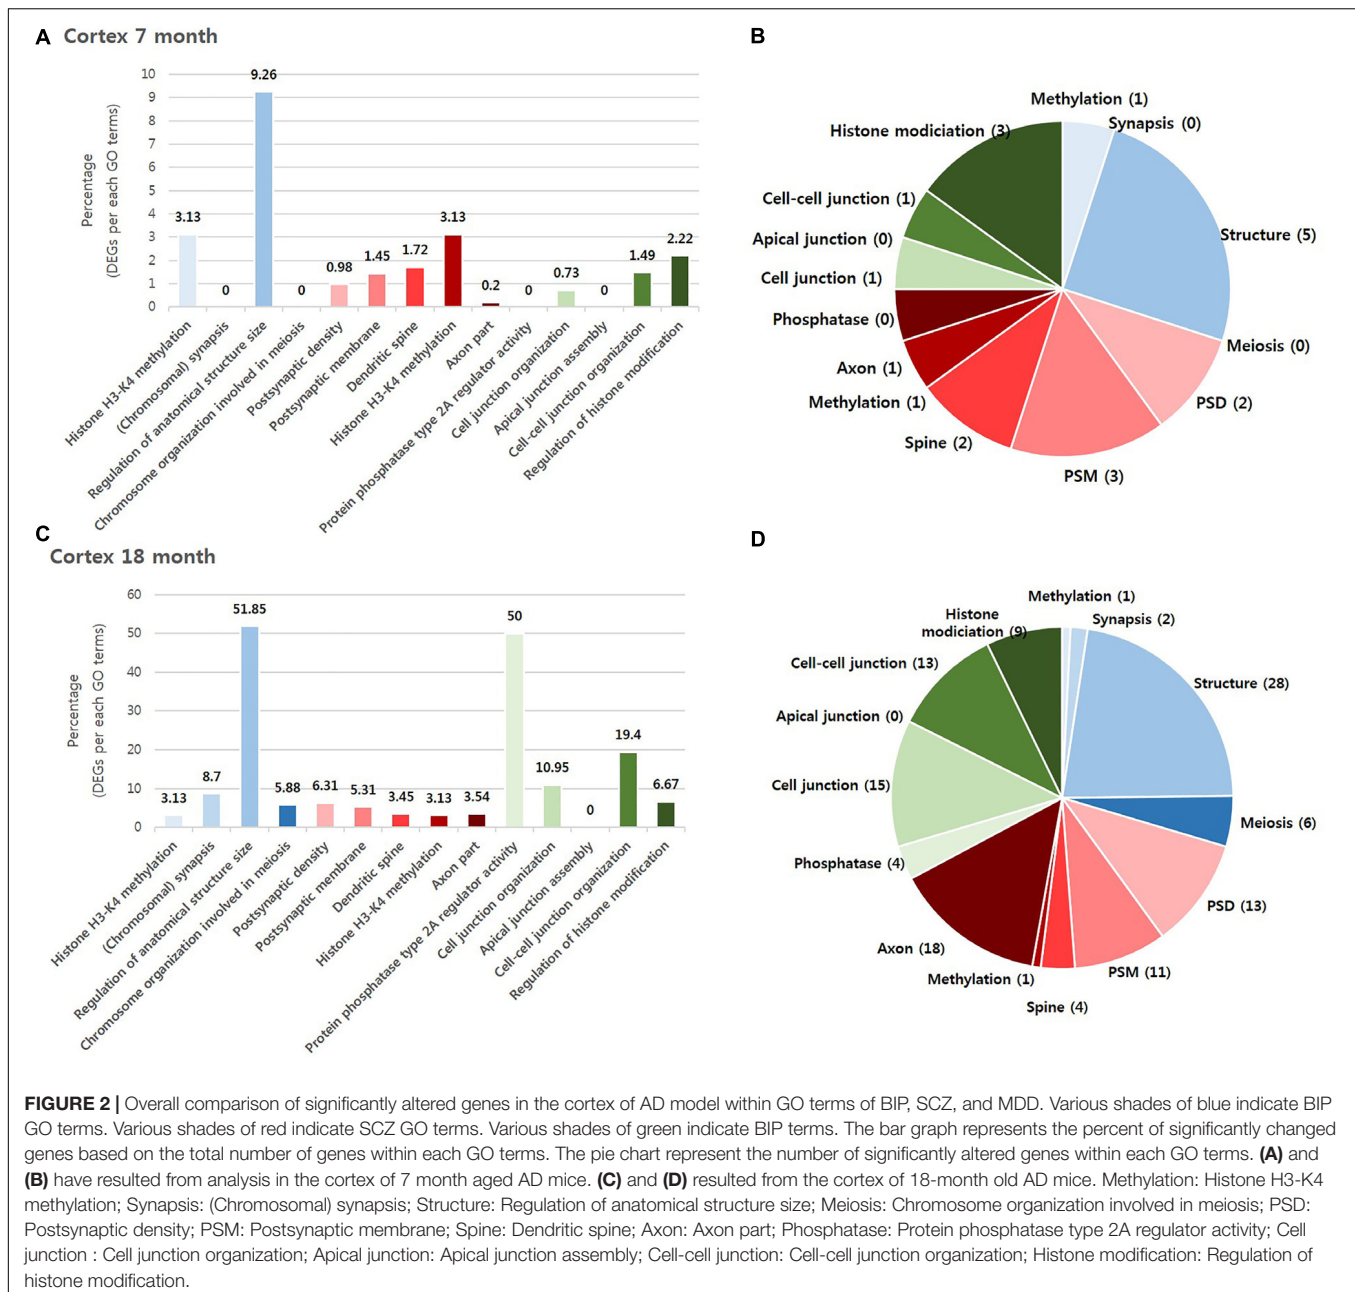 A Cortex 7 month
Percentage
(DEGs per each GO terms)
10
9
8
7
6
5
4
3
2
1
0
3.13
0
9.26
0
0.98
1.45
1.72
3.13
0.2
0
0.73
0
1.49
2.22
Histone H3-K4 methylation
(Chromosomal) synapsis
Regulation of anatomical structure size
Chromosome organization involved in meiosis
Postsynaptic density
Postsynaptic membrane
Dendritic spine
Histone H3-K4 methylation
Axon part
Protein phosphatase type 2A regulator activity
Cell junction organization
Apical junction assembly
Cell-cell junction organization
Regulation of histone modification
B
Methylation (1)
Synapsis (0)
Structure (5)
Meiosis (0)
PSD (2)
PSM (3)
Spine (2)
Methylation (1)
Axon (1)
Phosphatase (0)
Cell junction (1)
Apical junction (0)
Cell-cell junction (1)
Histone modiciation (3)
C
Cortex 18 month
Percentage
(DEGs per each GO terms)
60
50
40
30
20
10
0
3.13
8.7
51.85
5.88
6.31
5.31
3.45
3.13
3.54
50
10.95
0
19.4
6.67
Histone H3-K4 methylation
(Chromosomal) synapsis
Regulation of anatomical structure size
Chromosome organization involved in meiosis
Postsynaptic density
Postsynaptic membrane
Dendritic spine
Histone H3-K4 methylation
Axon part
Protein phosphatase type 2A regulator activity
Cell junction organization
Apical junction assembly
Cell-cell junction organization
Regulation of histone modification
D
Methylation (1)
Synapsis (2)
Structure (28)
Meiosis (6)
PSD (13)
PSM (11)
Spine (4)
Methylation (1)
Axon (18)
Phosphatase (4)
Cell junction (15)
Apical junction (0)
Cell-cell junction (13)
Histone
modiciation (9)
FIGURE 2 | Overall comparison of significantly altered genes in the cortex of AD model within GO terms of BIP, SCZ, and MDD. Various shades of blue indicate BIP
GO terms. Various shades of red indicate SCZ GO terms. Various shades of green indicate BIP terms. The bar graph represents the percent of significantly changed
genes based on the total number of genes within each GO terms. The pie chart represent the number of significantly altered genes within each GO terms. (A) and
(B) have resulted from analysis in the cortex of 7 month aged AD mice. (C) and (D) resulted from the cortex of 18-month old AD mice. Methylation: Histone H3-K4
methylation; Synapsis: (Chromosomal) synapsis; Structure: Regulation of anatomical structure size; Meiosis: Chromosome organization involved in meiosis; PSD:
Postsynaptic density; PSM: Postsynaptic membrane; Spine: Dendritic spine; Axon: Axon part; Phosphatase: Protein phosphatase type 2A regulator activity; Cell
junction : Cell junction organization; Apical junction: Apical junction assembly; Cell-cell junction: Cell-cell junction organization; Histone modification: Regulation of
histone modification.